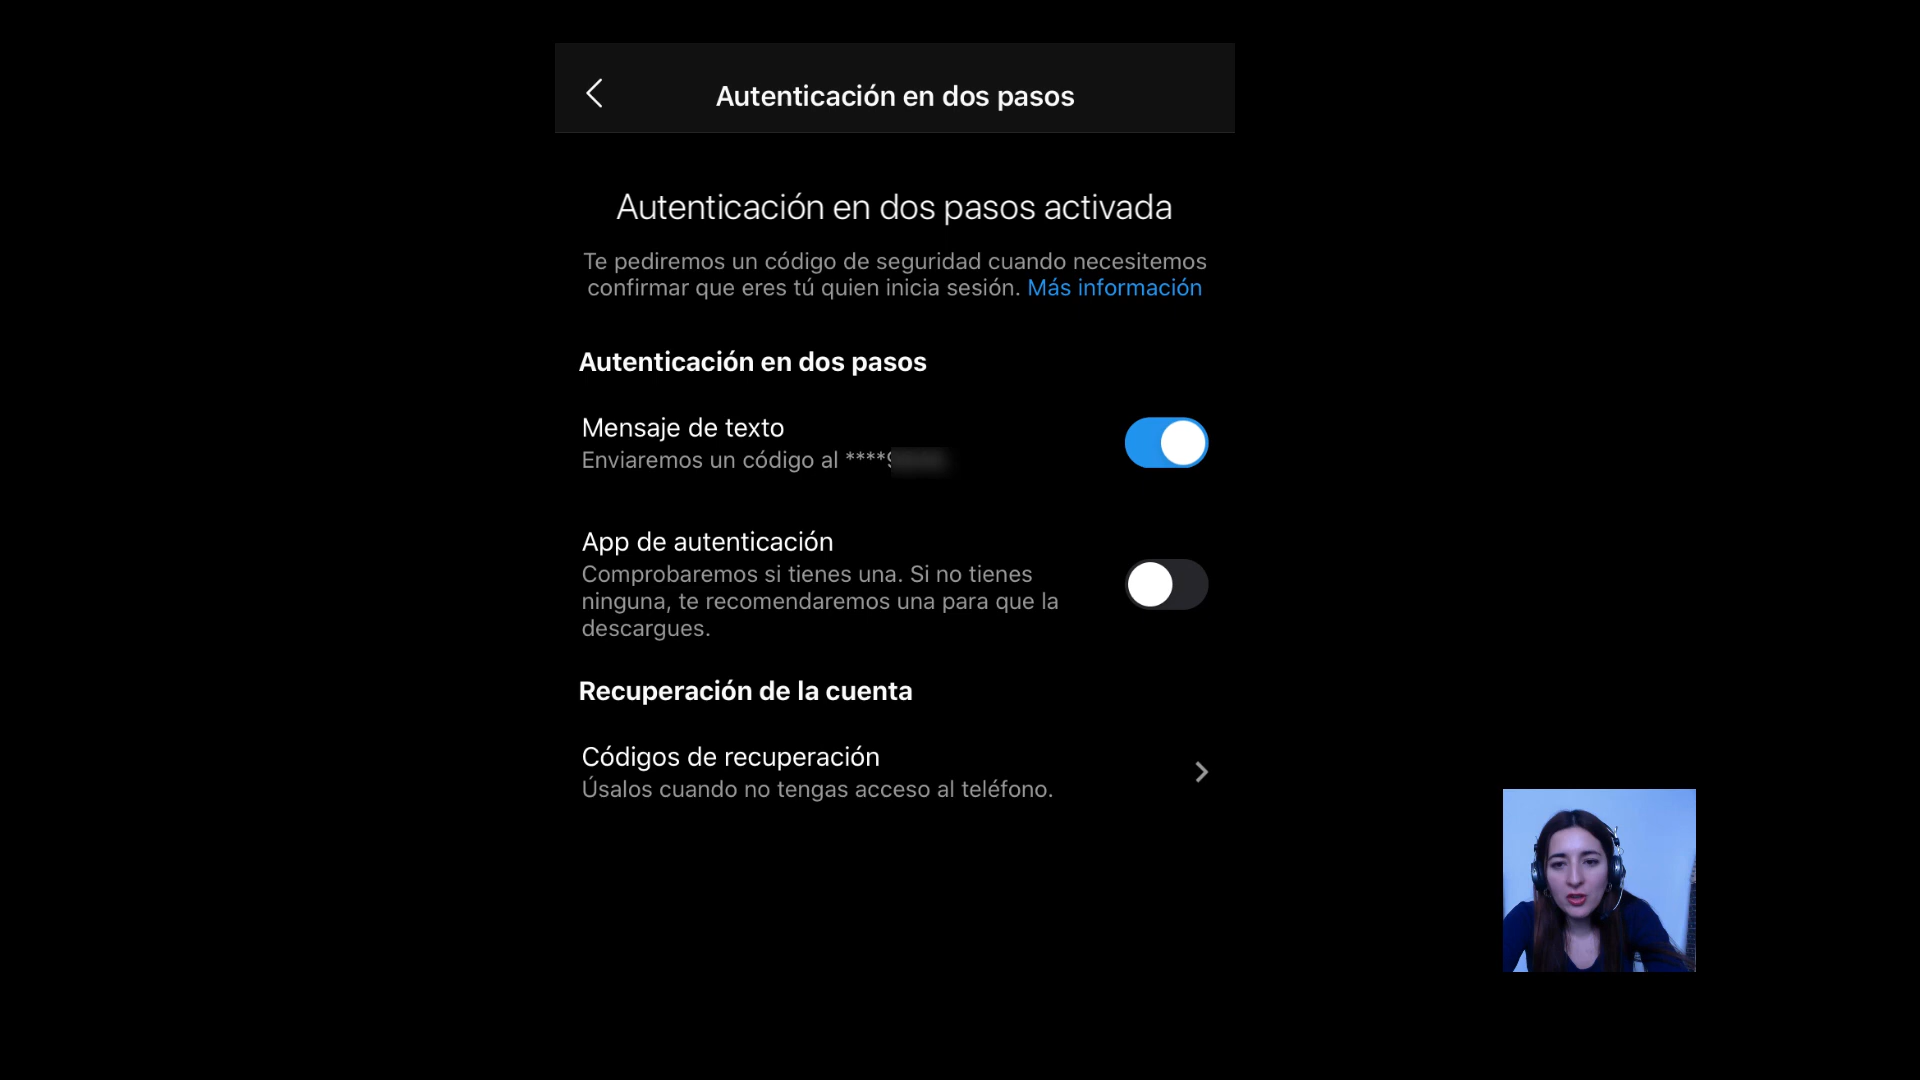 Autenticación en dos pasos
Autenticación en dos pasos activada
Te pediremos un código de seguridad cuando necesitemos
confirmar que eres tú quien inicia sesión. Más información
Autenticación en dos pasos
Mensaje de texto
Enviaremos un código al ****9
App de autenticación
Comprobaremos si tienes una. Si no tienes
ninguna, te recomendaremos una para que la
descargues.
Recuperación de la cuenta
Códigos de recuperación
Úsalos cuando no tengas acceso al teléfono.